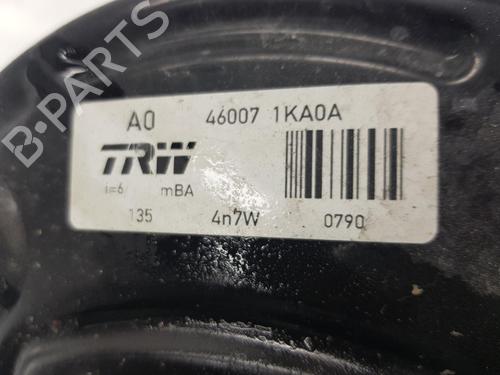 A0 46007 1KA0A
TRW
i=6/ mBA
135 4n7W 0790
B-PARTS